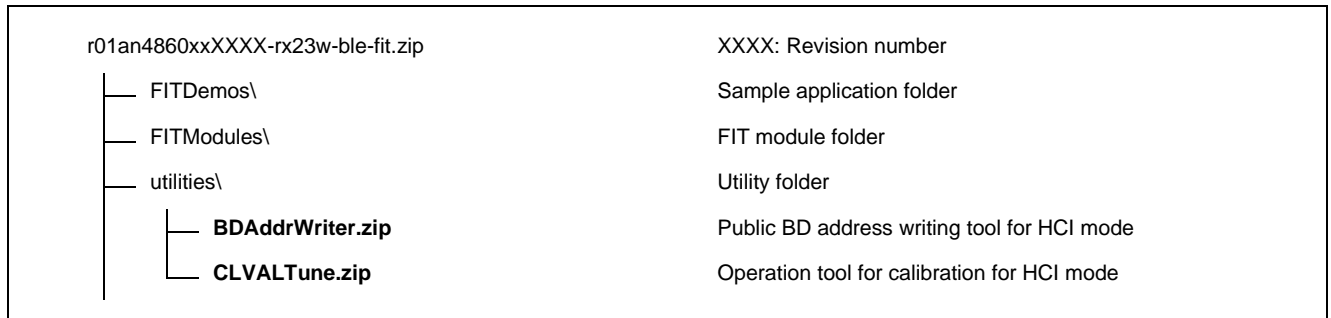 r01an4860xxXXXX-rx23w-ble-fit.zip XXXX: Revision number
FITDemos\ Sample application folder
FITModules\ FIT module folder
utilities\ Utility folder
BDAddrWriter.zip Public BD address writing tool for HCI mode
CLVALTune.zip Operation tool for calibration for HCI mode